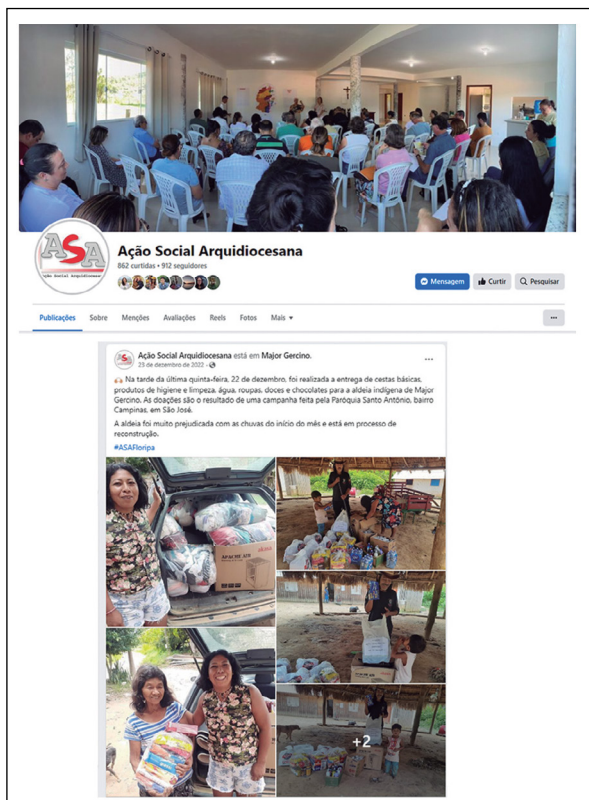 ASA
Ação Social Arquidiocesana
Ação Social Arquidiocesana
862 curtidas • 912 seguidores
Mensagem
Curtir
Pesquisar
Publicações Sobre Menções Avaliações Reels Fotos Mais
Ação Social Arquidiocesana está em Major Gercino.
23 de dezembro de 2022
Na tarde da última quinta-feira, 22 de dezembro, foi realizada a entrega de cestas básicas,
produtos de higiene e limpeza, água, roupas, doces e chocolates para a aldeia indígena de Major
Gercino. As doações são o resultado de uma campanha feita pela Paróquia Santo Antônio, bairro
Campinas, em São José.
A aldeia foi muito prejudicada com as chuvas do início do mês e está em processo de
reconstrução.
#ASAFloripa
APACHE AIR
+2